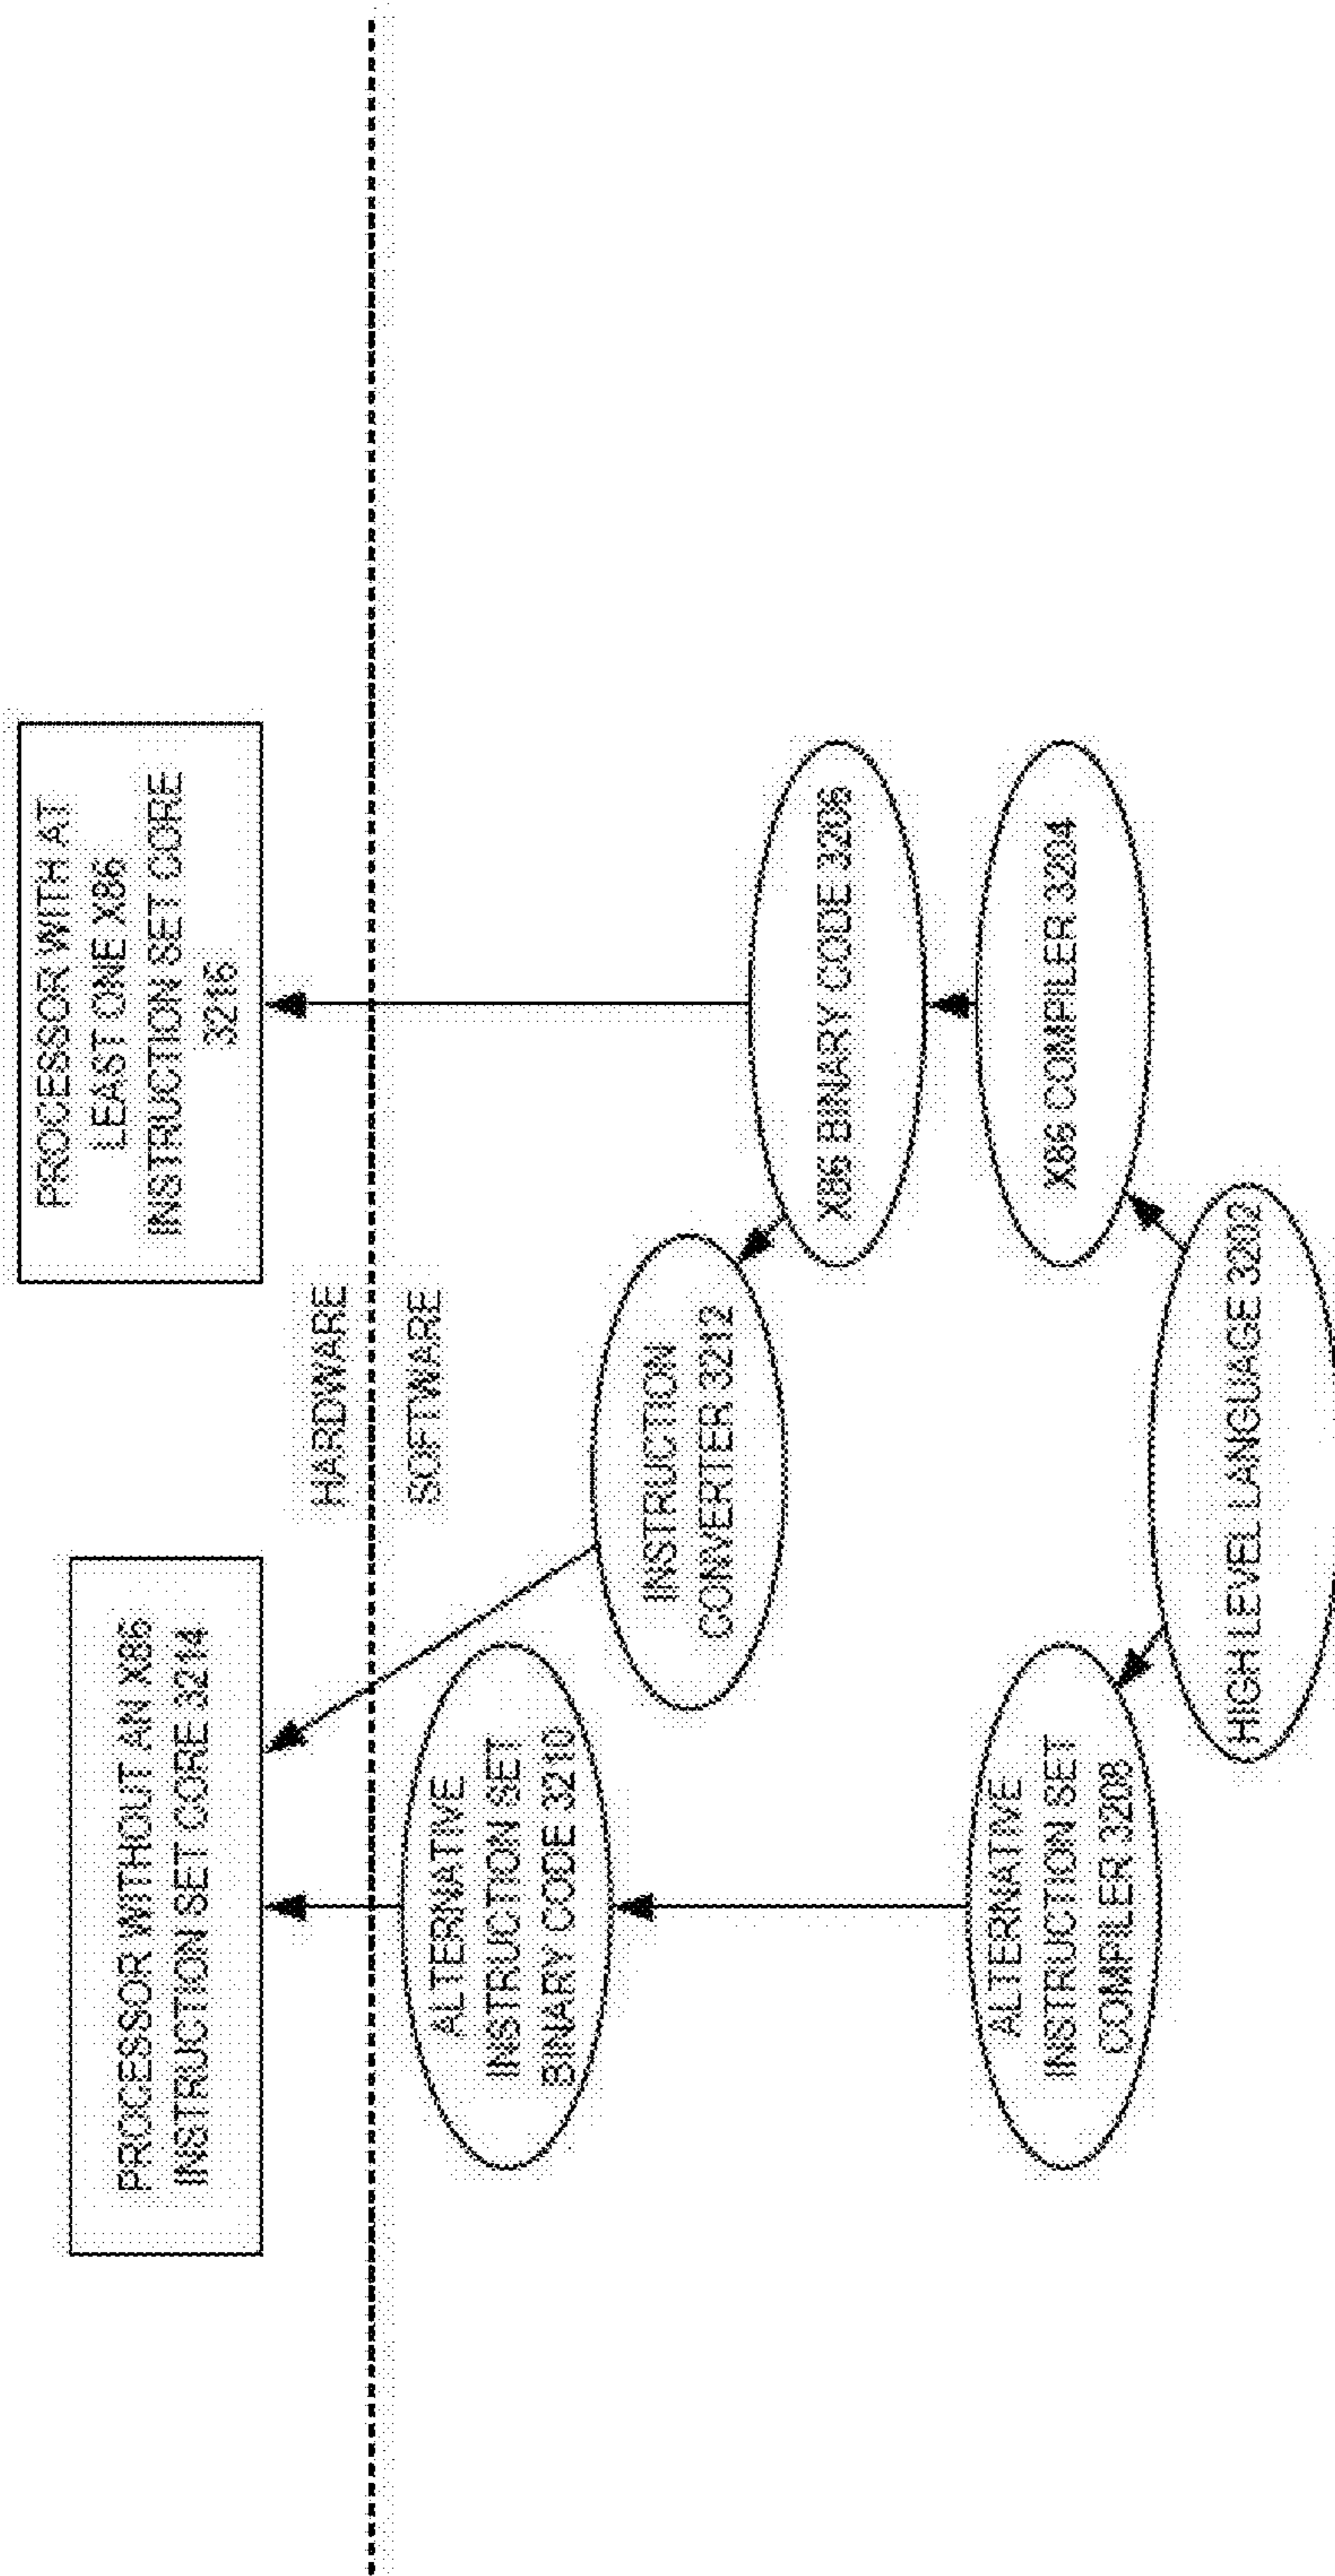 PROCESSOR WITHOUT AN X86
INSTRUCTION SET CORE 3214
PROCESSOR WITH AT
LEAST ONE X86
INSTRUCTION SET CORE
3216
HARDWARE
SOFTWARE
ALTERNATIVE
INSTRUCTION SET
BINARY CODE 3210
INSTRUCTION
CONVERTER 3212
X86 BINARY CODE 3206
ALTERNATIVE
INSTRUCTION SET
COMPILER 3208
X86 COMPILER 3204
HIGH LEVEL LANGUAGE 3202